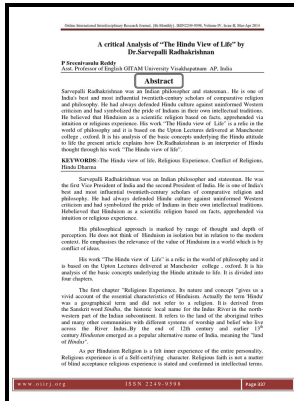 Online International Interdisciplinary Research Journal, {Bi-Monthly}, ISSN2249-9598, Volume-IV, Issue-II, Mar-Apr 2014
A critical Analysis of "The Hindu View of Life" by
Dr.Sarvepalli Radhakrishnan
P Sreenivasulu Reddy
Asst. Professor of English GITAM University Visakhapatnam AP, India
Abstract
Sarvepalli Radhakrishnan was an Indian philosopher and statesman. He is one of
India's best and most influential twentieth-century scholars of comparative religion
and philosophy. He had always defended Hindu culture against uninformed Western
criticism and had symbolized the pride of Indians in their own intellectual traditions.
He believed that Hinduism as a scientific religion based on facts, apprehended via
intuition or religious experience. His work "The Hindu view of Life" is a relic in the
world of philosophy and it is based on the Upton Lectures delivered at Manchester
college . oxford. It is his analysis of the basic concepts underlying the Hindu attitude
to life the present article explains how Dr.Radhakrishnan is an interpreter of Hindu
thought through his work "The Hindu view of life".
KEYWORDS :-The Hindu view of life, Religious Experience, Conflict of Religions,
Hindu Dharma
Sarvepalli Radhakrishnan was an Indian philosopher and statesman. He was
the first Vice President of India and the second President of India. He is one of India's
best and most influential twentieth-century scholars of comparative religion and
philosophy. He had always defended Hindu culture against uninformed Western
criticism and had symbolized the pride of Indians in their own intellectual traditions.
Hebelieved that Hinduism as a scientific religion based on facts, apprehended via
intuition or religious experience.
His philosophical approach is marked by range of thought and depth of
perception. He does not think of Hinduism in isolation but in relation to the modern
context. He emphasizes the relevance of value of Hinduism in a world which is by
conflict of ideas.
His work "The Hindu View of Life" is a relic in the world of philosophy and it
is based on the Upton Lectures delivered at Manchester college . oxford. It is his
analysis of the basic concepts underlying the Hindu attitude to life. It is divided into
four chapters.
The first chapter "Religious Experience, Its nature and concept "gives us a
vivid account of the essential characteristics of Hinduism. Actually the term 'Hindu
was a geographical term and did not refer to a religion. It is derived from
the Sanskrit word Sindhu, the historic local name for the Indus River in the north-
western part of the Indian subcontinent. It refers to the land of the aboriginal tribes
and many other communities with different systems of worship and belief who live
across the River Indus.By the end of 12th century and earlier 13th
century Hindustan emerged as a popular alternative name of India, meaning the "land
of Hindus".
As per Hinduism Religion is a felt inner experience of the entire personality.
Religious experience is of a Self-certifying character. Religious faith is not a matter
of blind acceptance religious experience is stated and confirmed in intellectual terms.
www.oiirj.org ISSN 2249-9598 Page 337